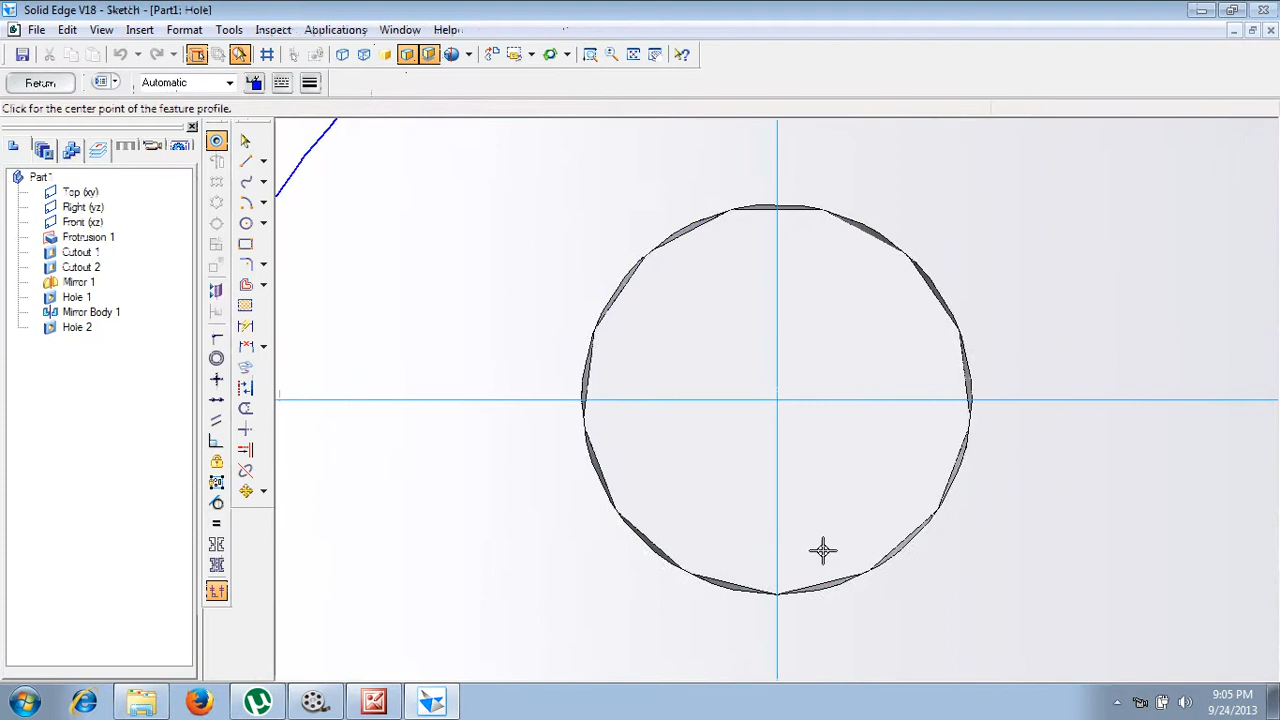 Solid Edge V18 - Sketch - [Part1: Hole]
File Edit View Insert Format Tools Inspect Applications Window Help
Return Automatic
Click for the center point of the feature profile.
Part1
Top (xy)
Right (yz)
Front (xz)
Protrusion 1
Cutout 1
Cutout 2
Mirror 1
Hole 1
Mirror Body 1
Hole 2
9:05 PM
9/24/2013